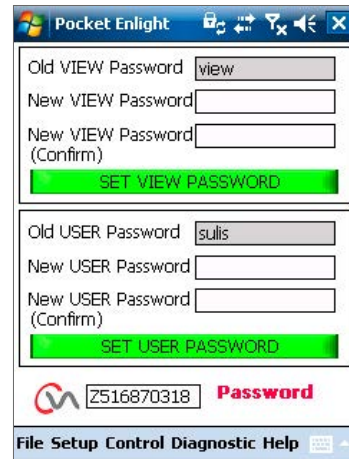 Pocket Enlight
Old VIEW Password view
New VIEW Password
New VIEW Password
(Confirm)
SET VIEW PASSWORD
Old USER Password sulis
New USER Password
New USER Password
(Confirm)
SET USER PASSWORD
Z516870318 Password
File Setup Control Diagnostic Help